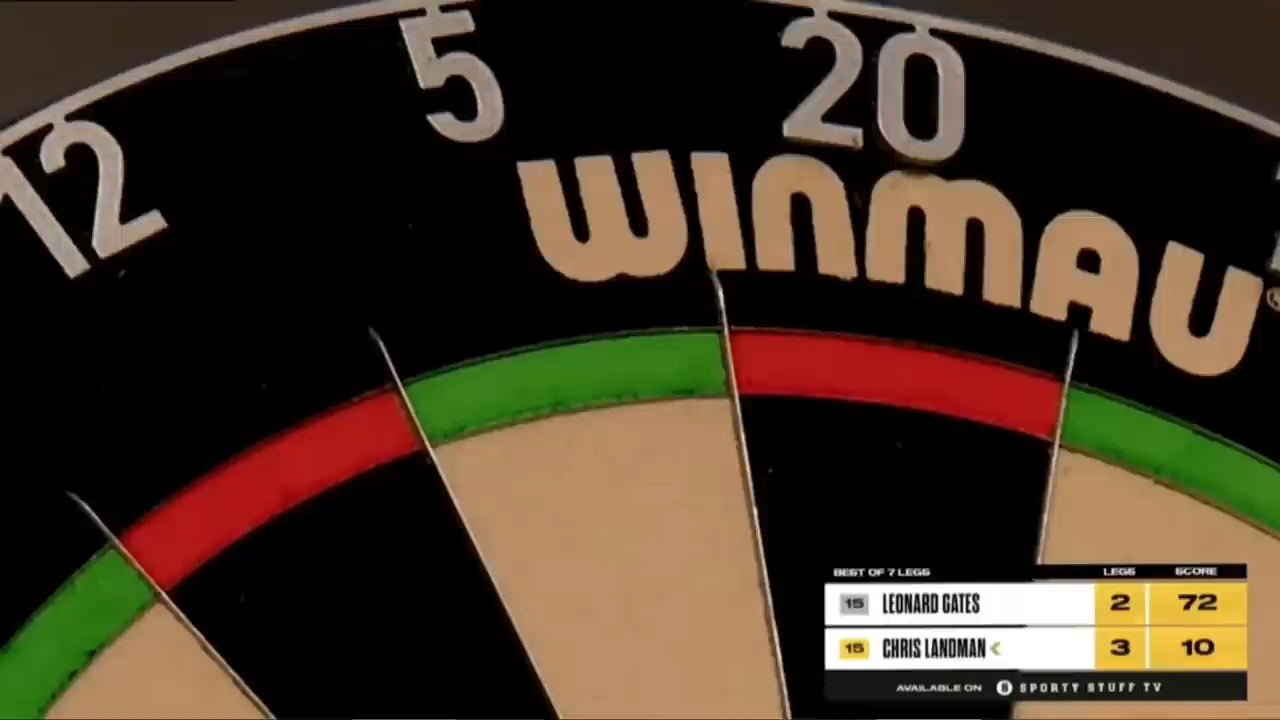 12 5 20
WINMAU®
BEST OF 7 LEGS LEGS SCORE
15 LEONARD GATES 2 72
15 CHRIS LANDMAN < 3 10
AVAILABLE ON S SPORTY STUFF TV